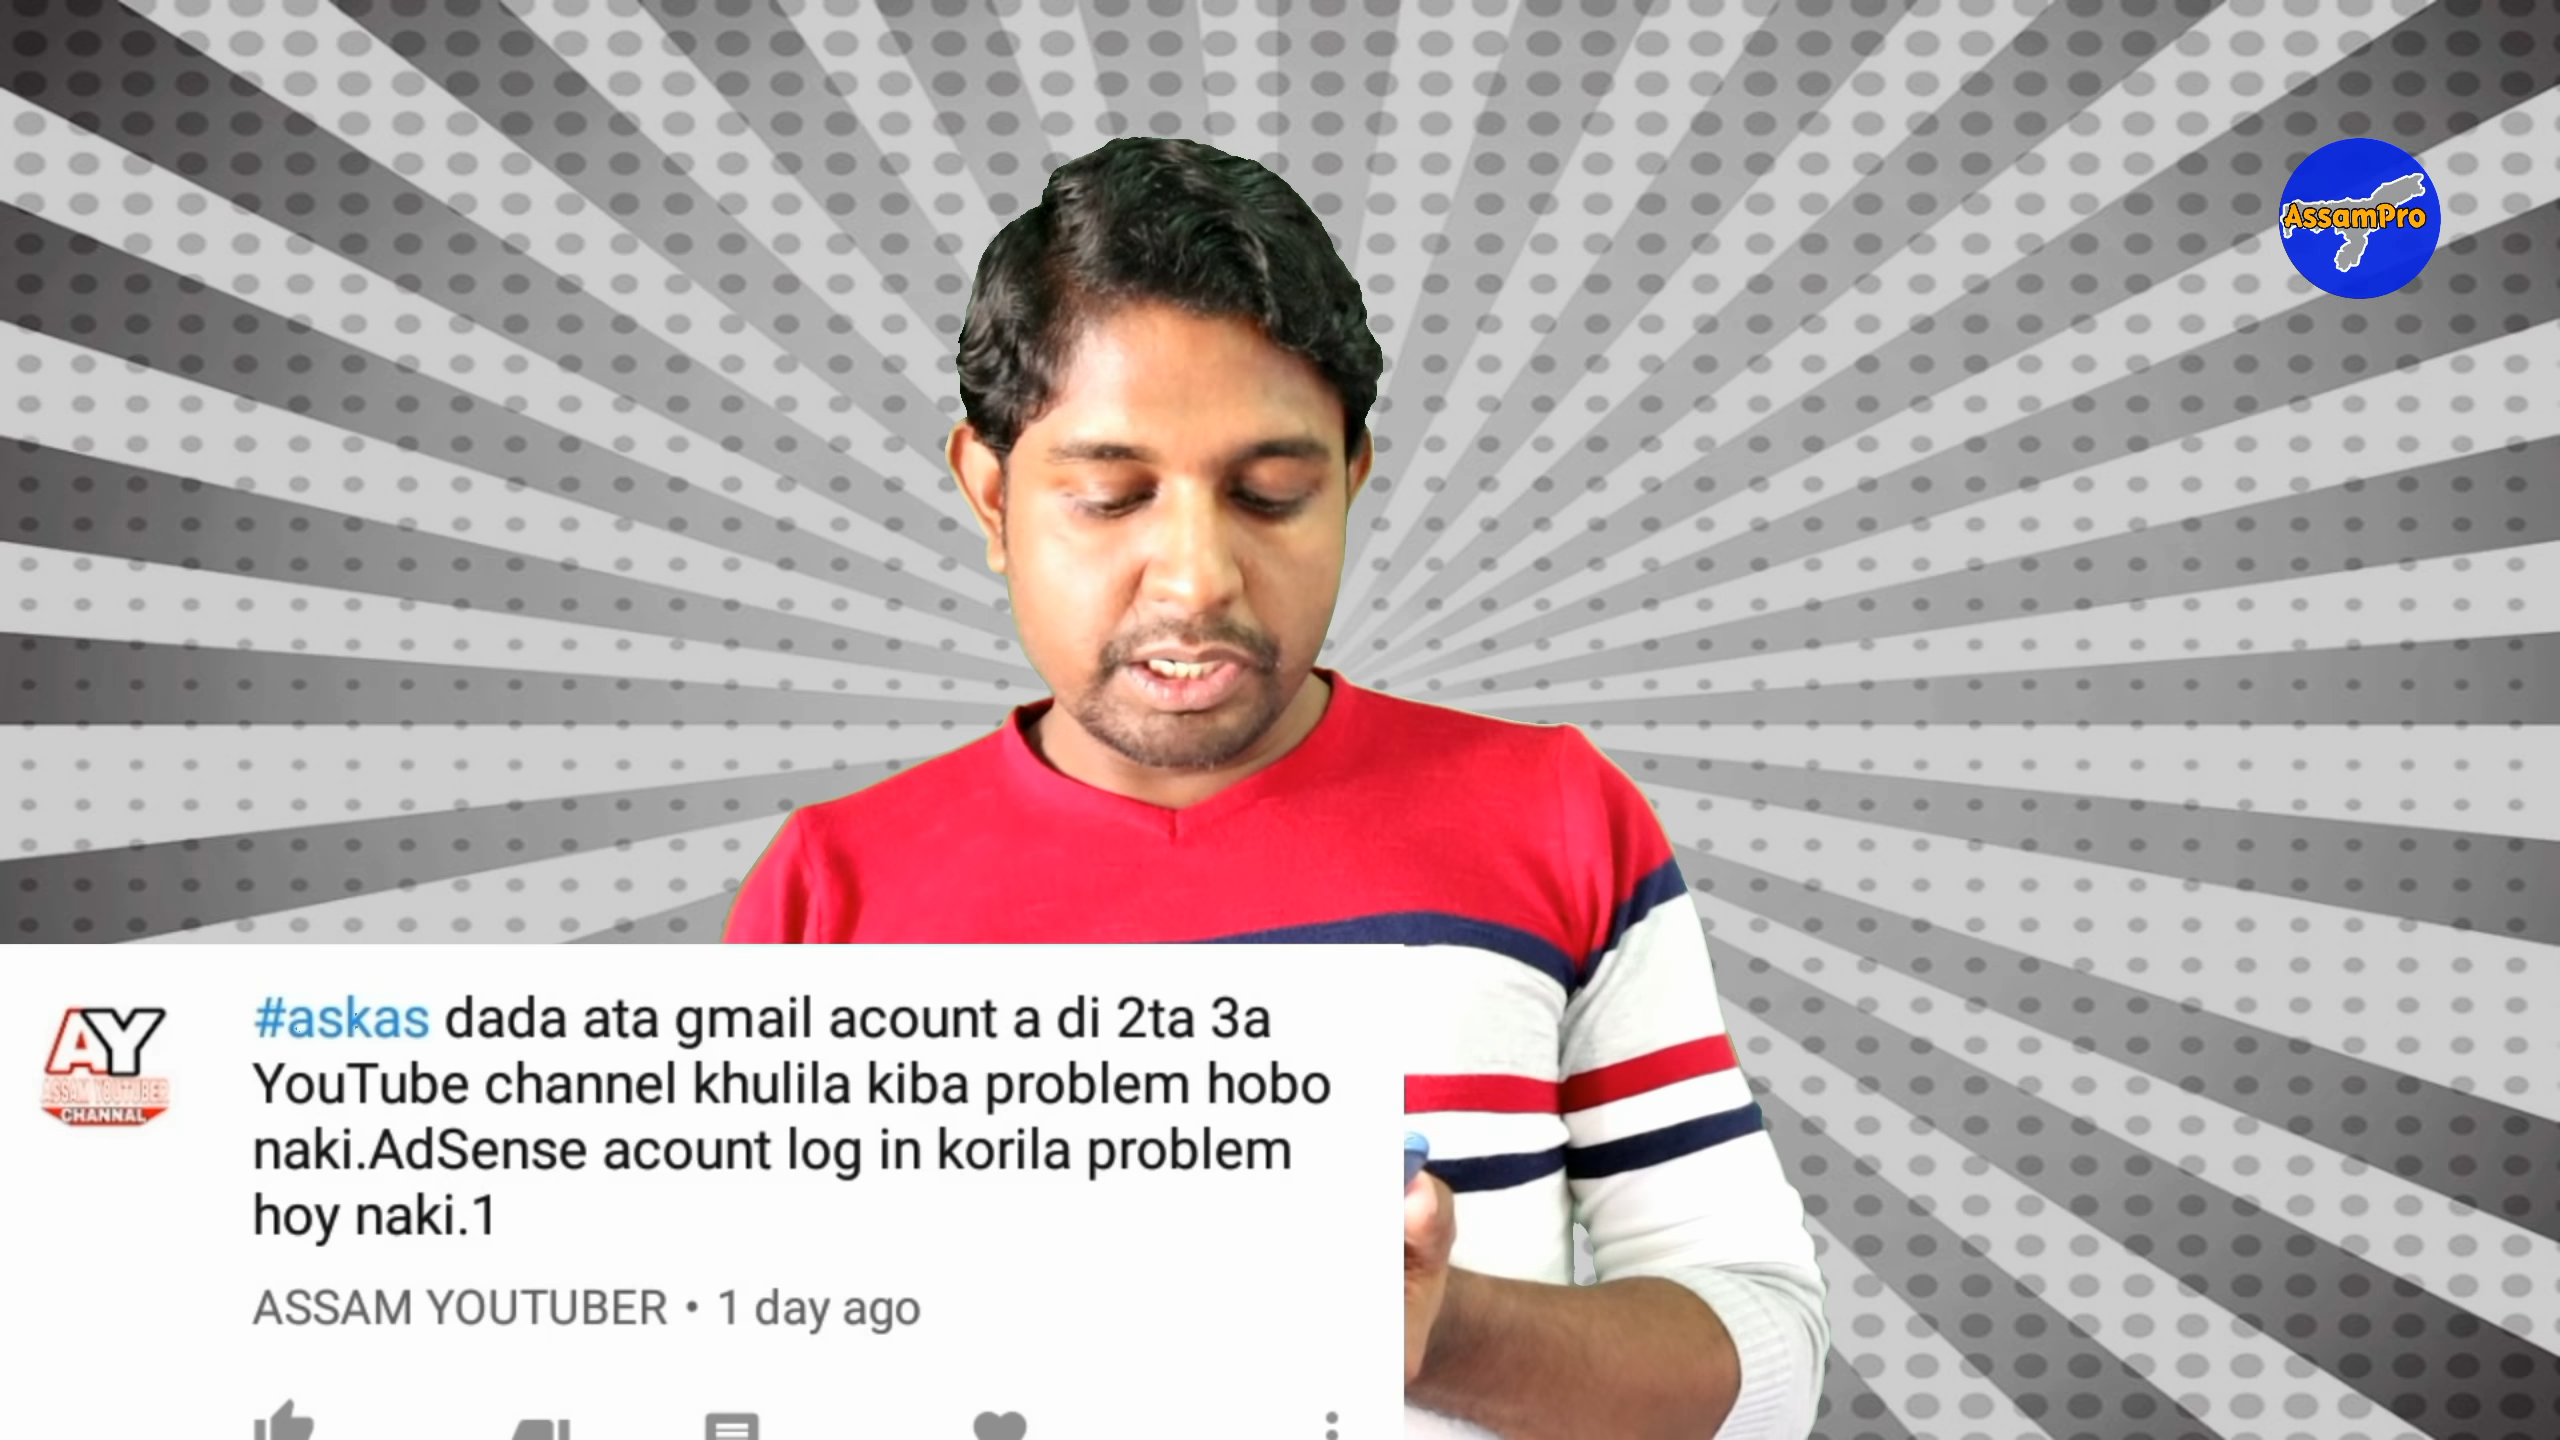 AssamPro
AY
ASSAM YOUTUBER
CHANNAL
#askas dada ata gmail acount a di 2ta 3a
YouTube channel khulila kiba problem hobo
naki.AdSense acount log in korila problem
hoy naki.1
ASSAM YOUTUBER • 1 day ago